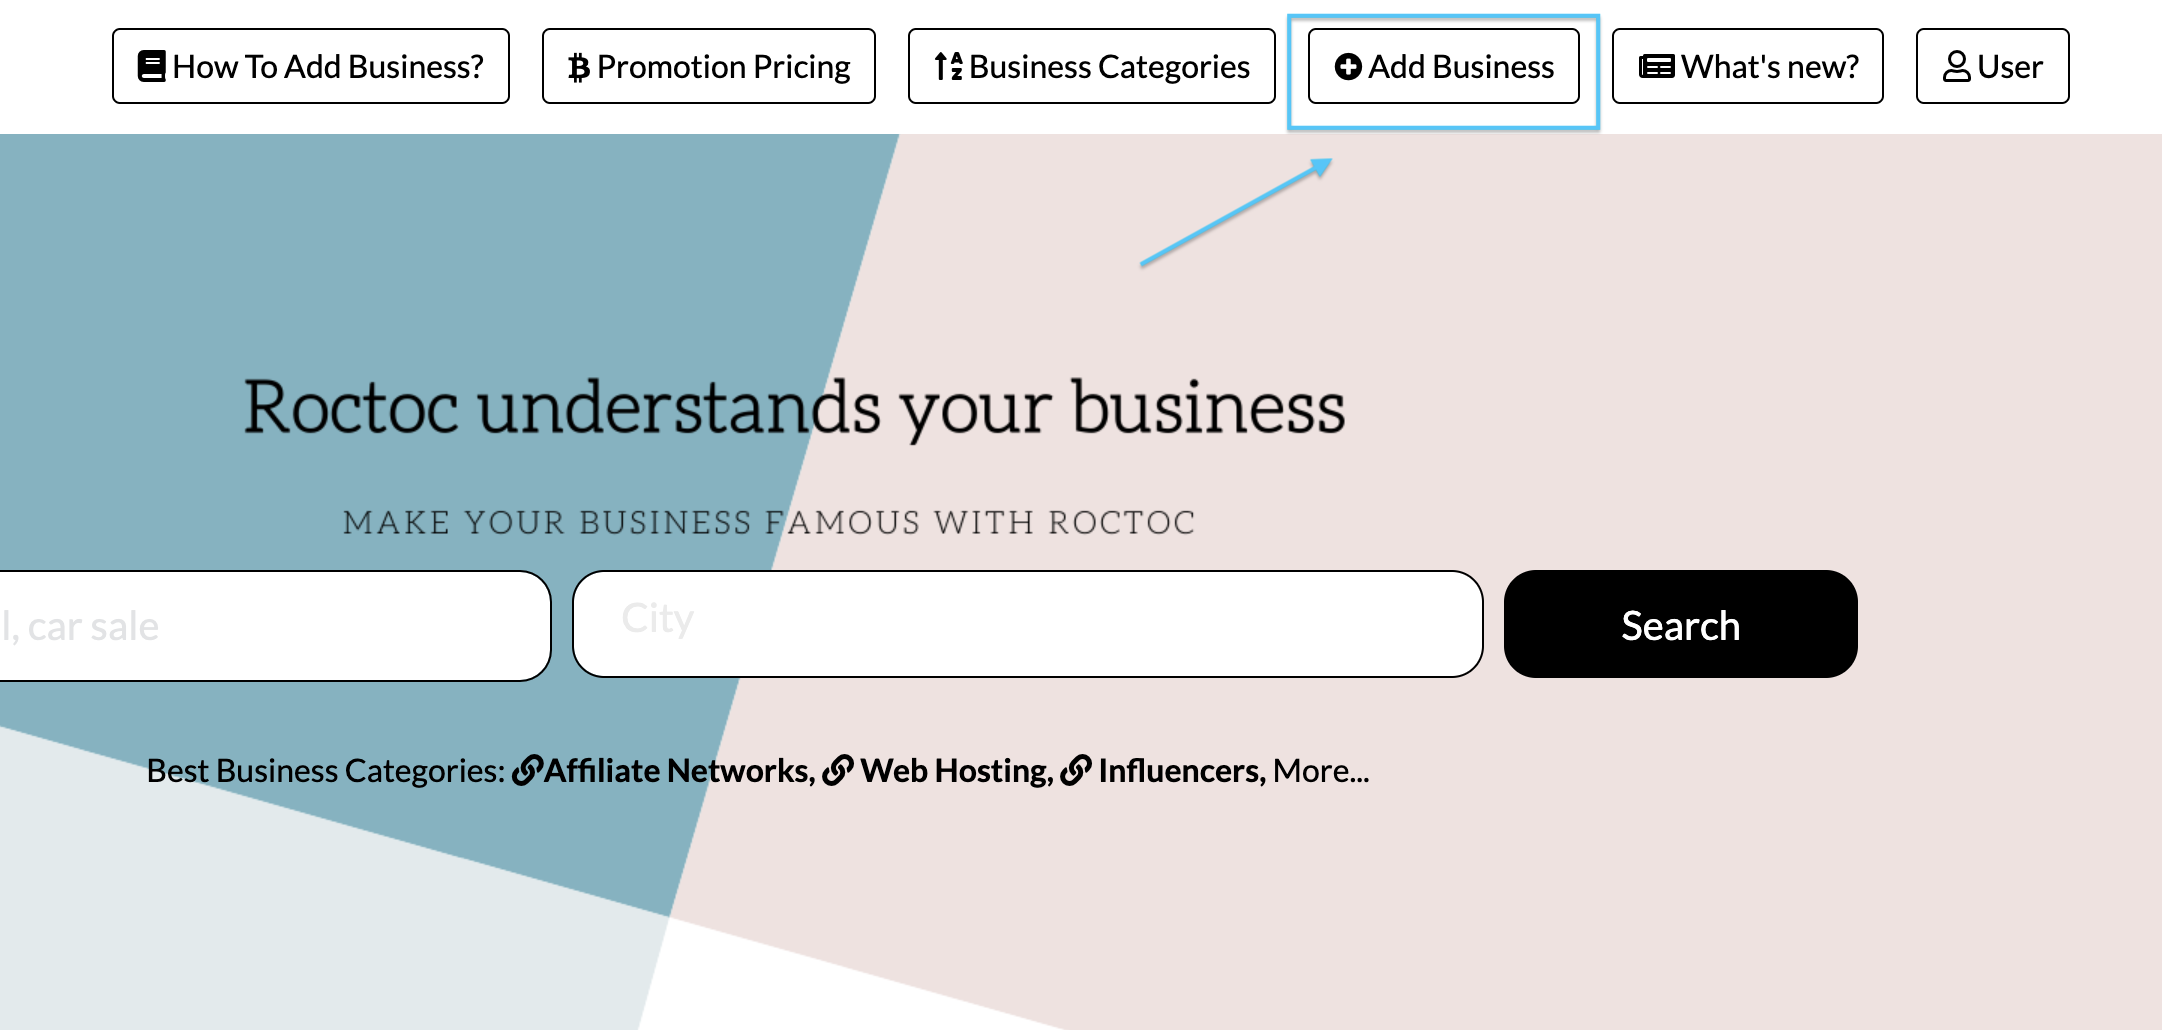 How To Add Business? Promotion Pricing Business Categories Add Business What's new? User
Roctoc understands your business
MAKE YOUR BUSINESS FAMOUS WITH ROCTOC
l, car sale City Search
Best Business Categories: Affiliate Networks, Web Hosting, Influencers, More...